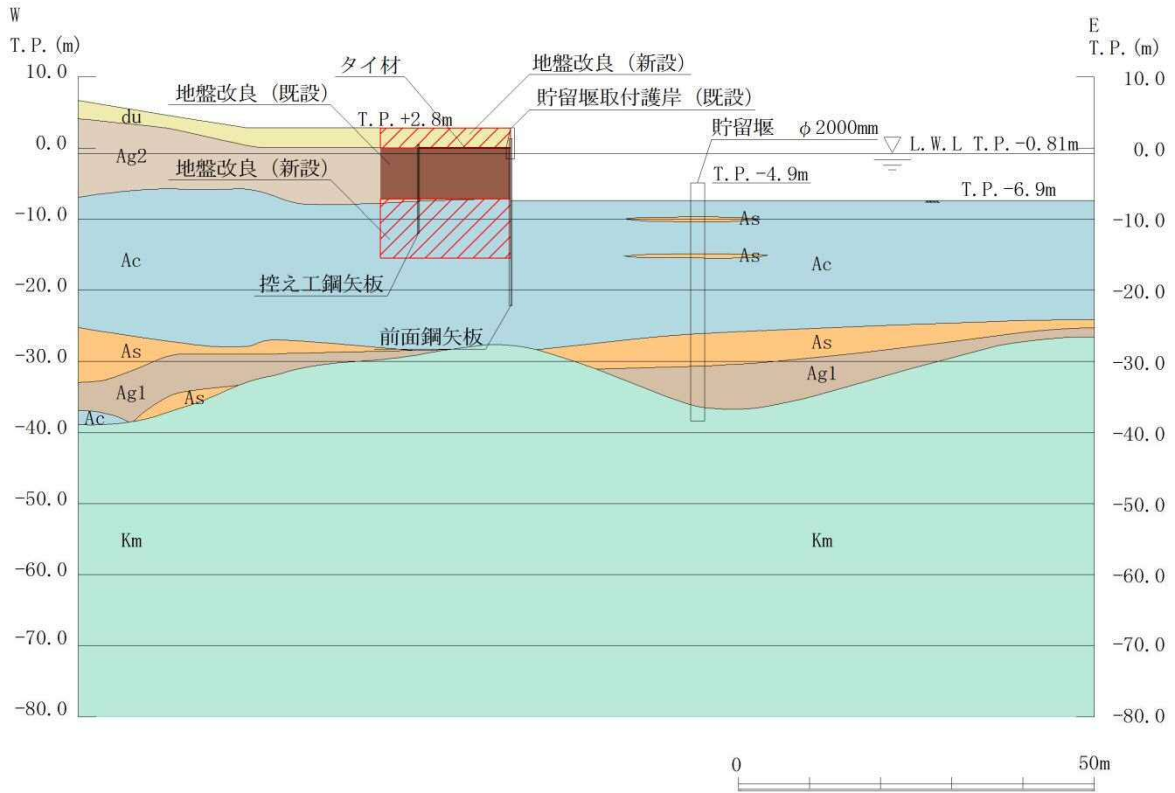 W
T.P.(m)
E
T.P.(m)
10.0
0.0
-10.0
-20.0
-30.0
-40.0
-50.0
-60.0
-70.0
-80.0
タイ材
地盤改良（新設）
地盤改良（既設）
貯留堰取付護岸（既設）
T.P.+2.8m
貯留堰 φ2000mm
L.W.L T.P.-0.81m
du
Ag2
地盤改良（新設）
T.P.-4.9m
T.P.-6.9m
As
As
Ac
Ac
控え工鋼矢板
前面鋼矢板
As
As
Ag1
Ag1
As
Ac
Km
Km
10.0
0.0
-10.0
-20.0
-30.0
-40.0
-50.0
-60.0
-70.0
-80.0
0
50m